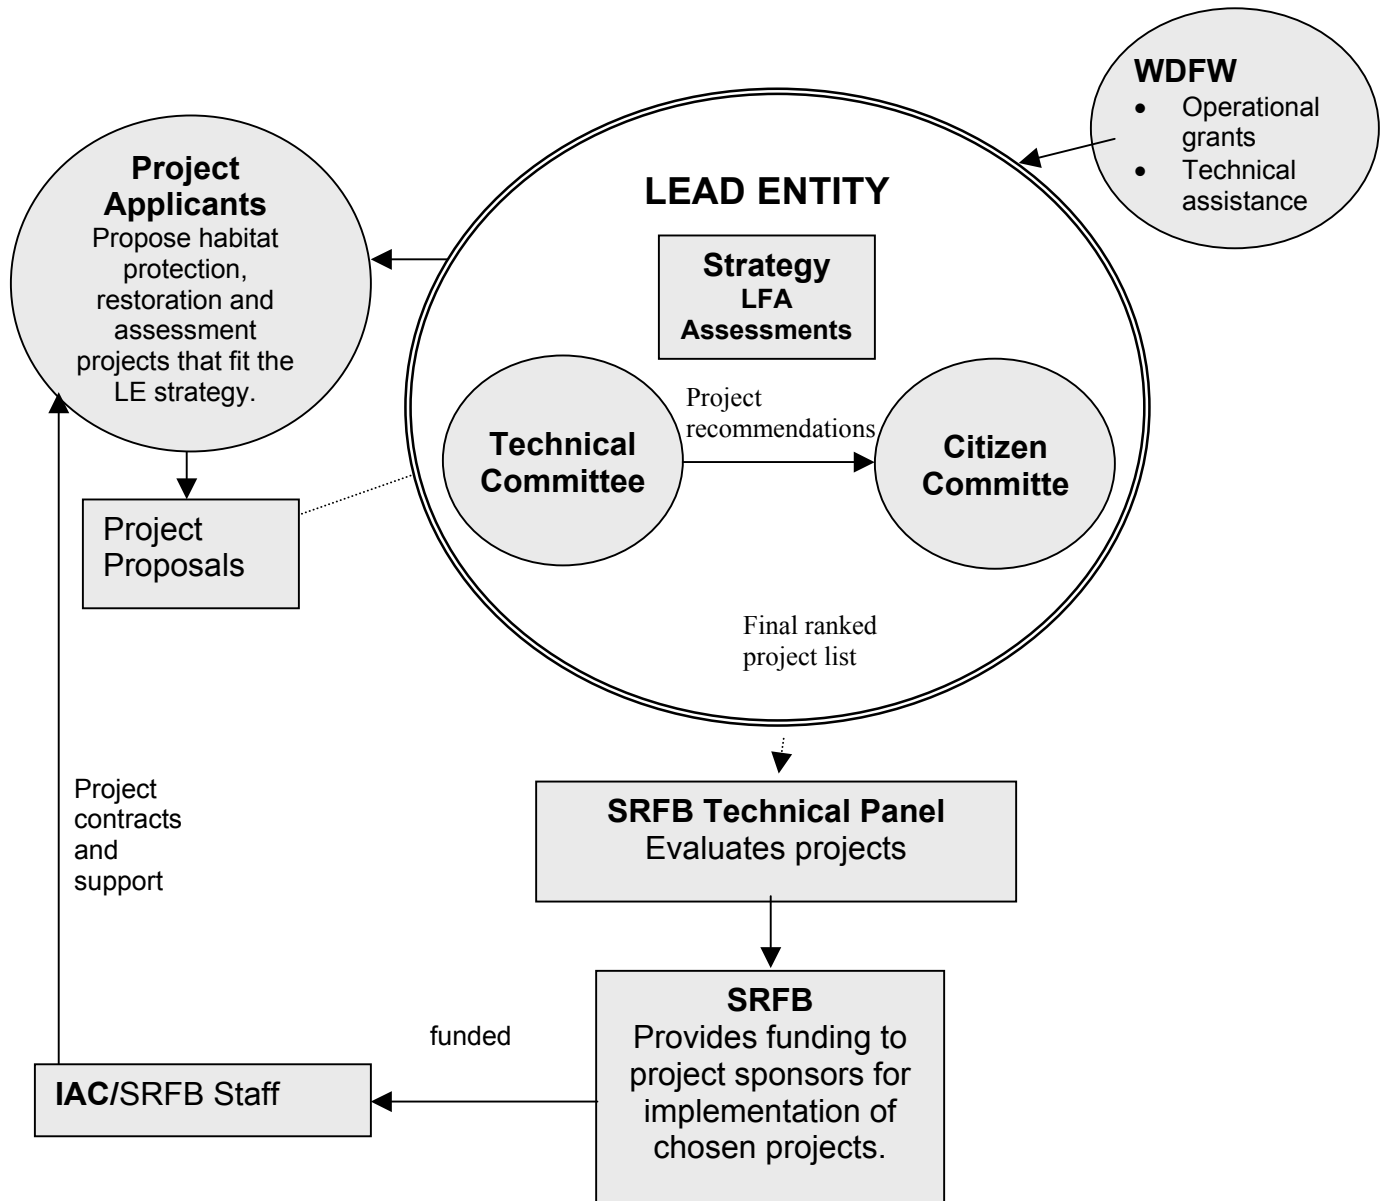 WDFW
• Operational
grants
• Technical
assistance
Project
Applicants
Propose habitat
protection,
restoration and
assessment
projects that fit the
LE strategy.
LEAD ENTITY
Strategy
LFA
Assessments
Technical
Committee
Project
recommendations
Citizen
Committe
Project
Proposals
Final ranked
project list
SRFB Technical Panel
Evaluates projects
SRFB
Provides funding to
project sponsors for
implementation of
chosen projects.
funded
IAC/SRFB Staff
Project
contracts
and
support